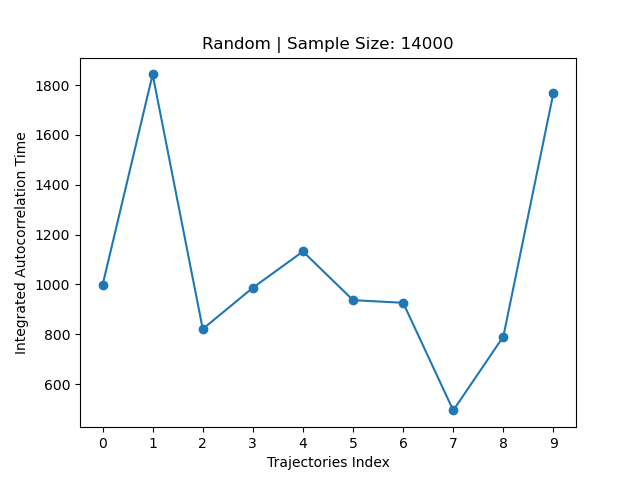 Random | Sample Size: 14000
Integrated Autocorrelation Time
1800
1600
1400
1200
1000
800
600
0 1 2 3 4 5 6 7 8 9
Trajectories Index